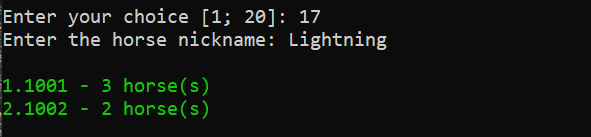 Enter your choice [1; 20]: 17
Enter the horse nickname: Lightning
1.1001 - 3 horse(s)
2.1002 - 2 horse(s)